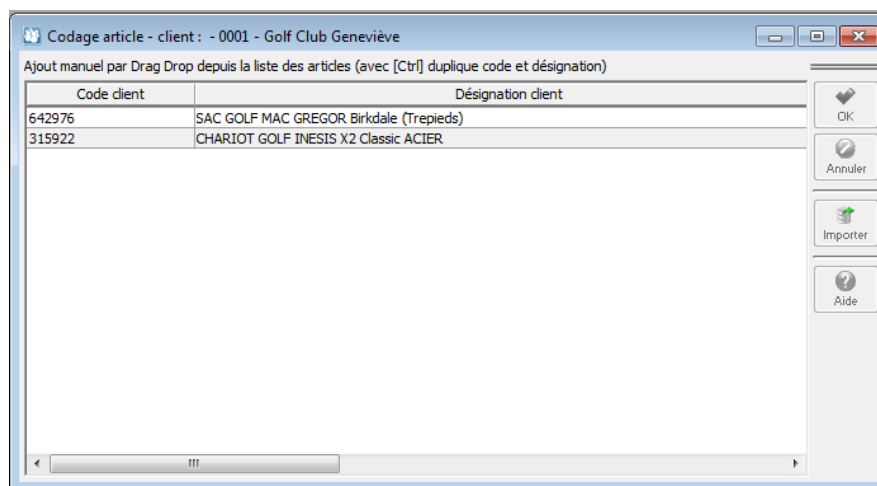 Codage article - client : - 0001 - Golf Club Geneviève
Ajout manuel par Drag Drop depuis la liste des articles (avec [Ctrl] duplique code et désignation)
Code client Désignation client
642976 SAC GOLF MAC GREGOR Birkdale (Trepieds)
315922 CHARIOT GOLF INESIS X2 Classic ACIER
OK
Annuler
Importer
Aide